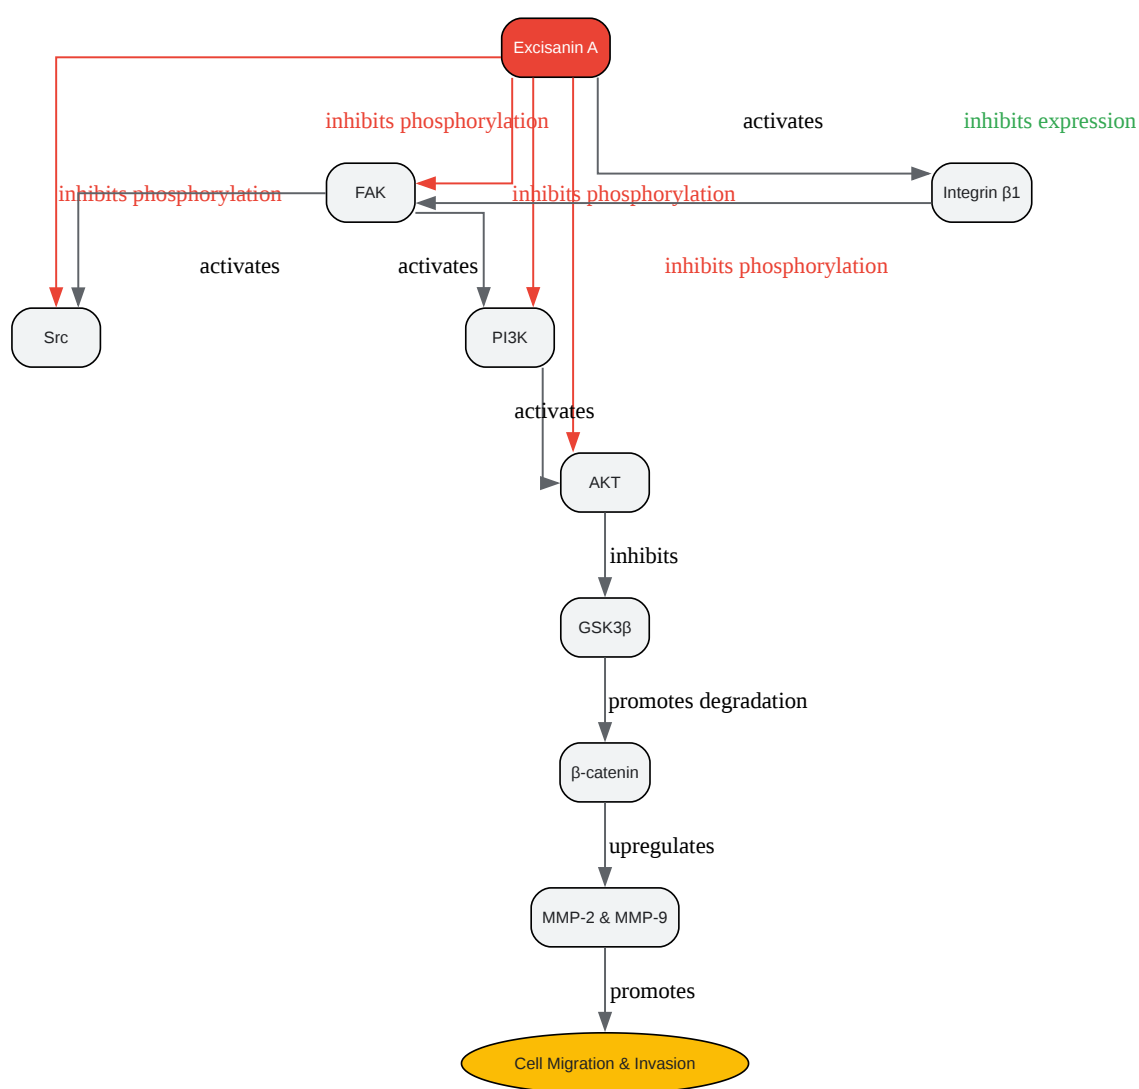 Excisanin A
inhibits phosphorylation
activates
inhibits expression
FAK
Integrin β1
inhibits phosphorylation
inhibits phosphorylation
activates
activates
inhibits phosphorylation
Src
PI3K
activates
AKT
inhibits
GSK3β
promotes degradation
β-catenin
upregulates
MMP-2 & MMP-9
promotes
Cell Migration & Invasion